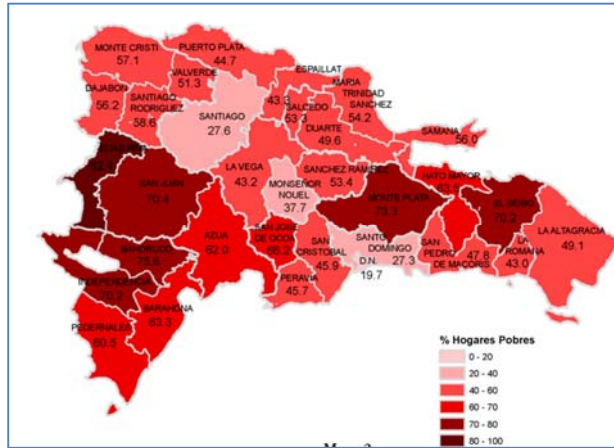 MONTE CRISTI
57.1
PUERTO PLATA
44.7
VALVERDE
51.3
ESPAILLAT
43.3
MARIA
TRINIDAD
SANCHEZ
54.2
DAJABON
56.2
SANTIAGO
RODRIGUEZ
58.6
SANTIAGO
27.6
SALCEDO
53.3
DUARTE
49.6
SAMANA
56.0
SAN JUAN
70.4
LA VEGA
43.2
MONSEÑOR
NOUEL
37.7
SANCHEZ RAMIREZ
53.4
MONTE PLATA
73.3
HATO MAYOR
63.5
EL SEIBO
70.2
LA ALTAGRACIA
49.1
AZUA
62.0
SAN JOSE
DE OCOA
66.2
SAN
CRISTOBAL
45.9
PERAVIA
45.7
SANTO
DOMINGO
27.3
D.N.
19.7
SAN
PEDRO
DE MACORIS
47.8
LA
ROMANA
43.0
BAHORUCO
75.6
INDEPENDENCIA
70.2
BARAHONA
63.3
PEDERNALES
60.5
% Hogares Pobres
0 - 20
20 - 40
40 - 60
60 - 70
70 - 80
80 - 100